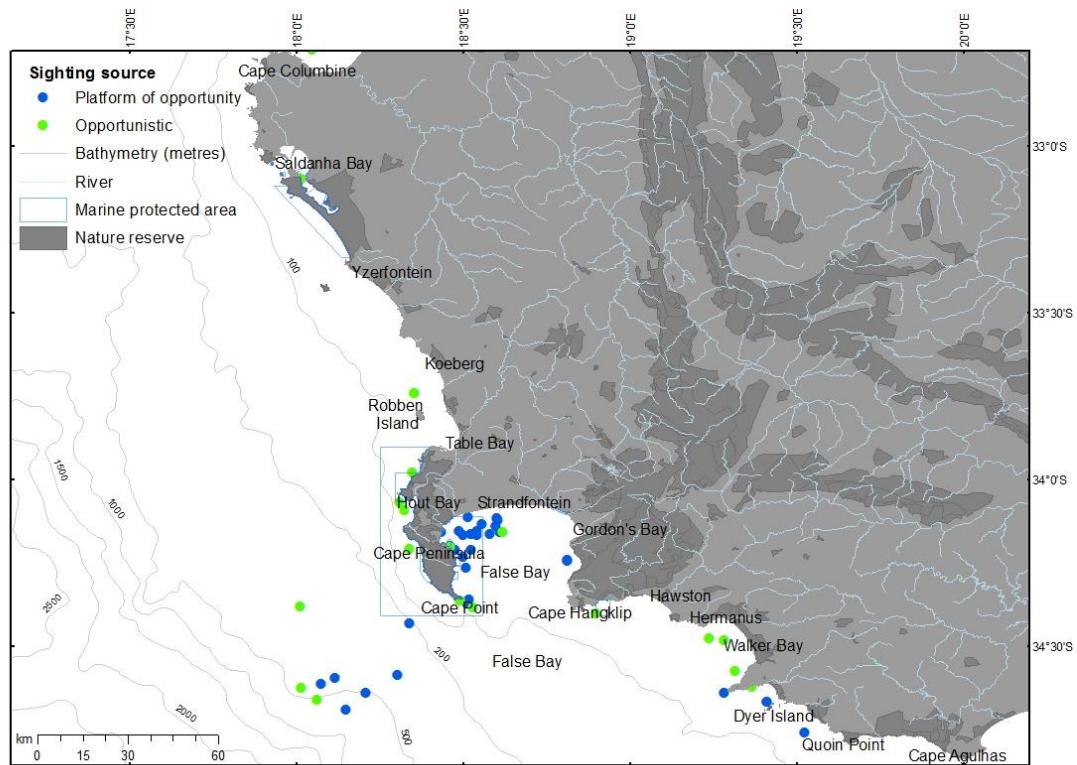 17°30'E
18°0'E
18°30'E
19°0'E
19°30'E
20°0'E
Sighting source
Platform of opportunity
Opportunistic
Bathymetry (metres)
River
Marine protected area
Nature reserve
Cape Columbine
33°0'S
Saldanha Bay
100
Yzerfontein
33°30'S
Koeberg
Robben
Island
Table Bay
1500
1000
34°0'S
Hout Bay
Strandfontein
Gordon's Bay
Cape Peninsula
False Bay
2500
Cape Point
Cape Hangklip
Hawston
Hermanus
Walker Bay
34°30'S
200
False Bay
2000
500
Dyer Island
Quoin Point
Cape Agulhas
km
0 15 30 60